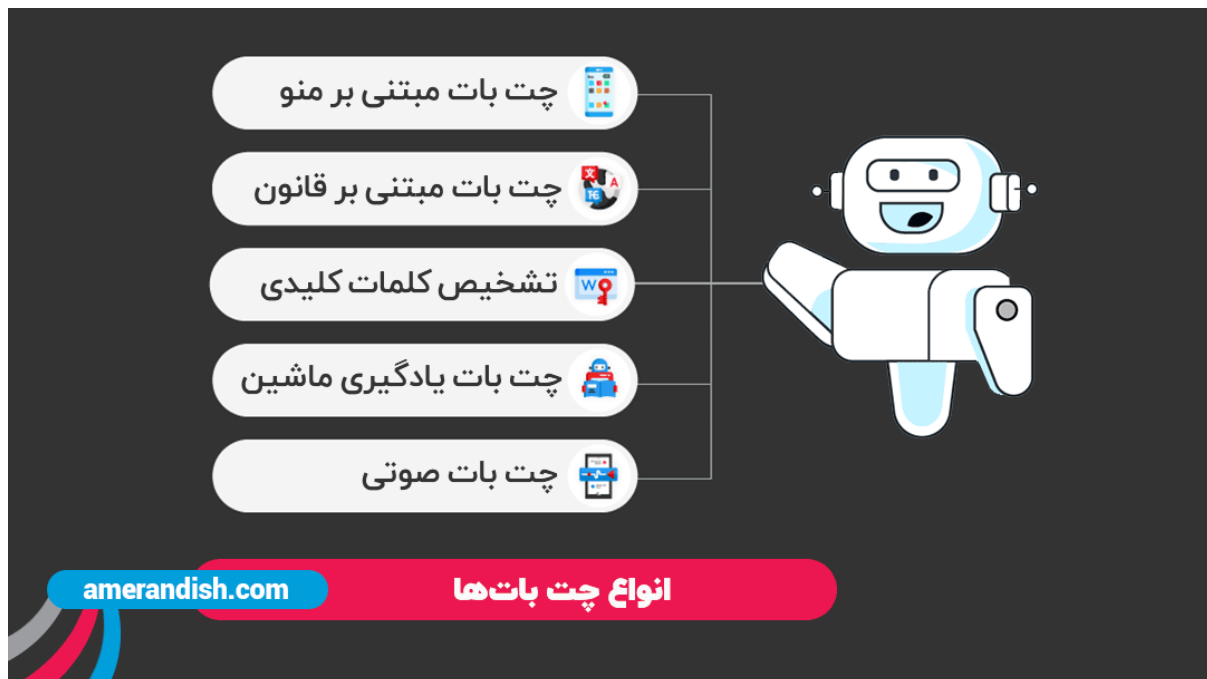 چت بات مبتنی بر منو
چت بات مبتنی بر قانون
تشخیص کلمات کلیدی
چت بات یادگیری ماشین
چت بات صوتی
انواع چت بات‌ها
amerandish.com